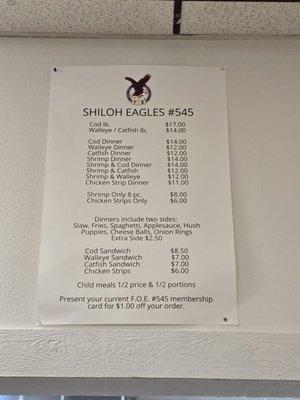 SHILOH EAGLES #545
Cod lb. $17.00
Walleye / Catfish lb. $14.00
Cod Dinner $14.00
Walleye Dinner $12.00
Catfish Dinner $12.00
Shrimp Dinner $14.00
Shrimp & Cod Dinner $14.00
Shrimp & Catfish $12.00
Shrimp & Walleye $12.00
Chicken Strip Dinner $11.00
Shrimp Only 8 pc. $8.00
Chicken Strips Only $6.00
Dinners include two sides:
Slaw, Fries, Spaghetti, Applesauce, Hush
Puppies, Cheese Balls, Onion Rings
Extra Side $2.50
Cod Sandwich $8.50
Walleye Sandwich $7.00
Catfish Sandwich $7.00
Chicken Strips $6.00
Child meals 1/2 price & 1/2 portions
Present your current F.O.E. #545 membership
card for $1.00 off your order.